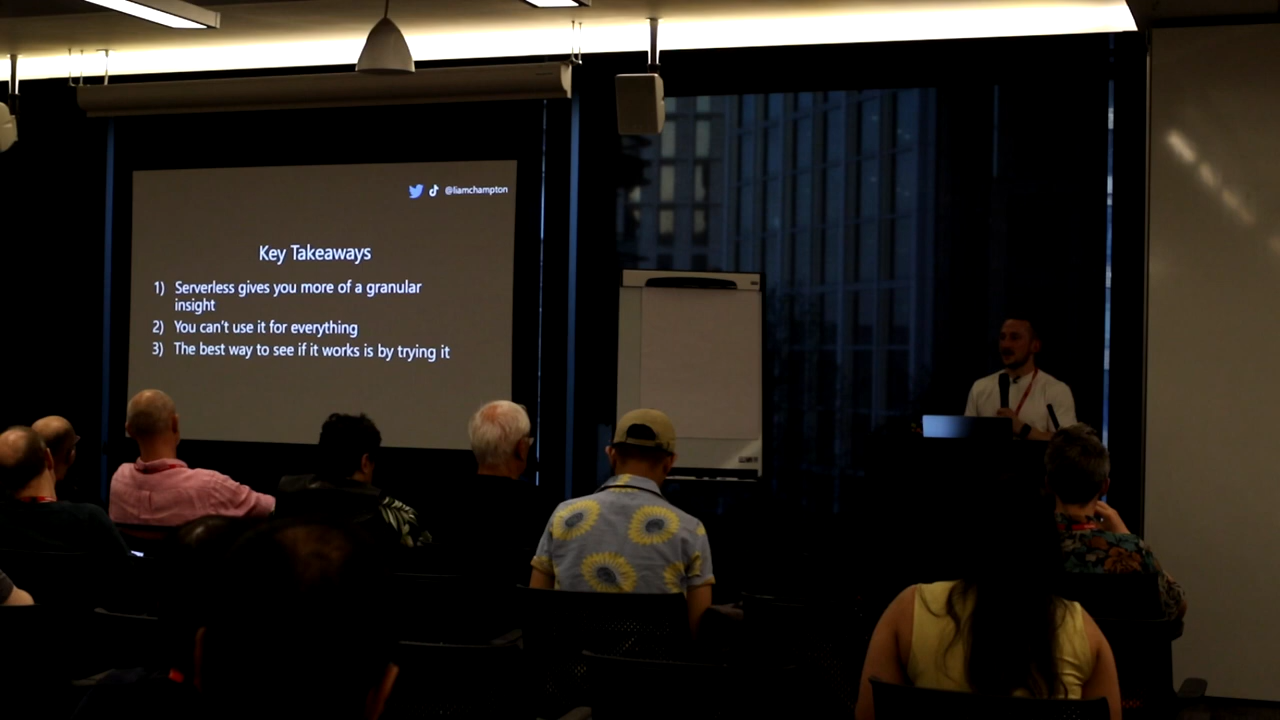 @liamchampton
Key Takeaways
1) Serverless gives you more of a granular
insight
2) You can't use it for everything
3) The best way to see if it works is by trying it